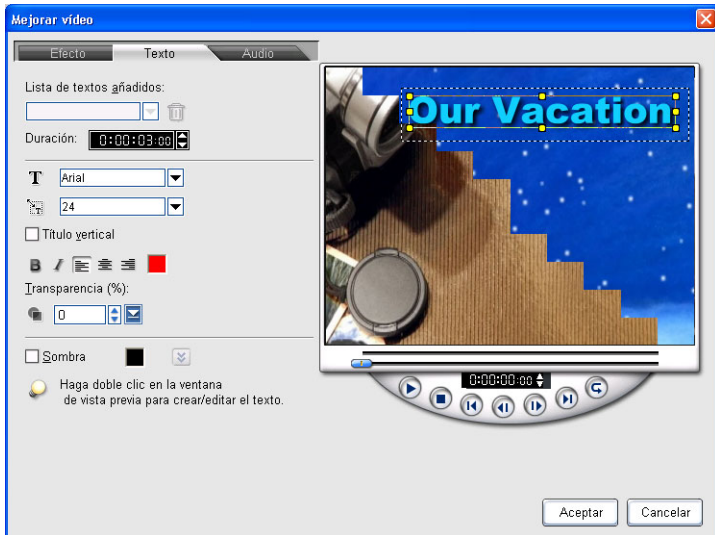 Mejorar vídeo
Efecto
Texto
Audio
Lista de textos añadidos:
Duración: 0:00:03:00
T Arial
24
Título vertical
B I
Transparencia (%):
0
Sombra
Haga doble clic en la ventana
de vista previa para crear/editar el texto.
Our Vacation
0:00:00:00
Aceptar
Cancelar